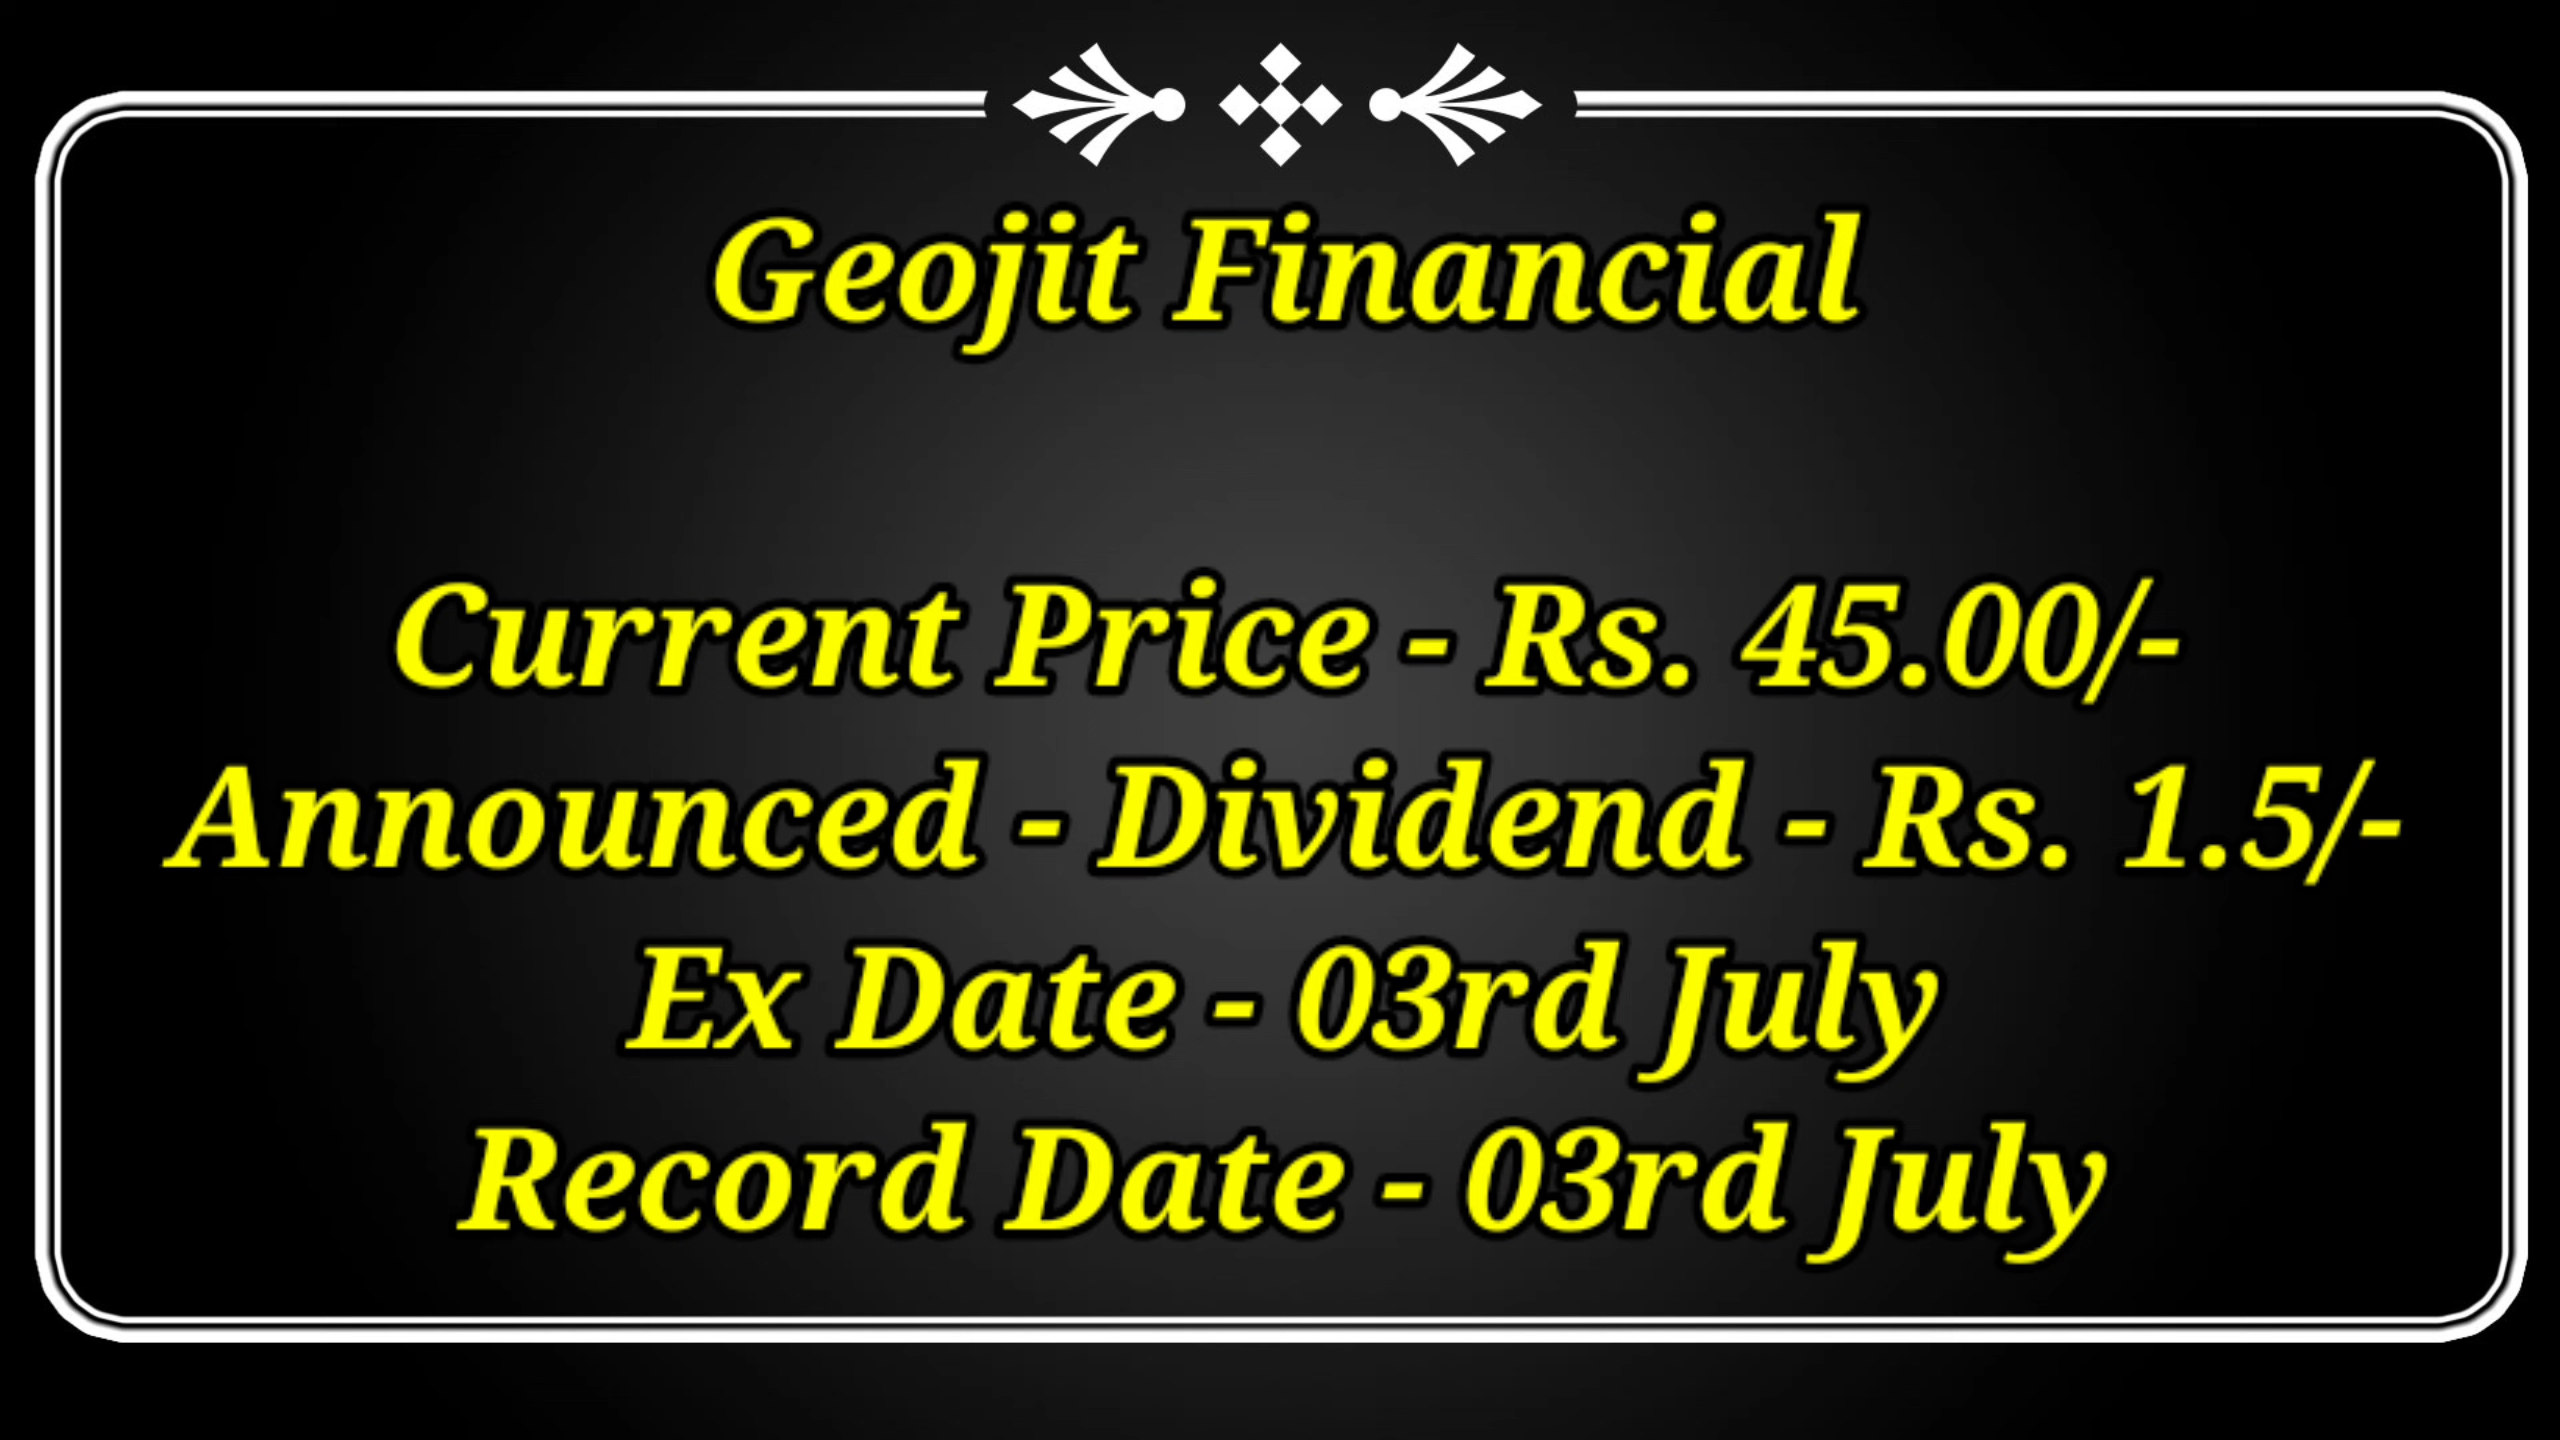 Geojit Financial
Current Price - Rs. 45.00/-
Announced - Dividend - Rs. 1.5/-
Ex Date - 03rd July
Record Date - 03rd July